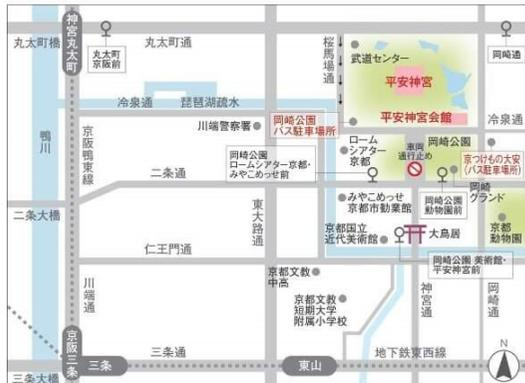 神宮丸太町
丸太町橋
丸太町通
丸太町
京阪前
桜馬場通
武道センター
平安神宮
岡崎通
冷泉通
琵琶湖疏水
岡崎公園
バス駐車場所
平安神宮会館
冷泉通
鴨川
京阪鴨東線
川端警察署
岡崎公園
ロームシアター京都・
みやこめっせ前
ローム
シアター
京都
車両
通行止め
岡崎公園
京つけもの大安
(バス駐車場所)
二条通
岡崎
グランド
みやこめっせ
京都市勧業館
岡崎公園
動物園前
二条大橋
東大路通
京都国立
近代美術館
大鳥居
京都
動物園
仁王門通
岡崎公園 美術館・
平安神宮前
川端通
京都文教
中高
京都文教
短期大学
附属小学校
神宮通
岡崎通
京阪三条
三条通
三条通
地下鉄東西線
三条
東山
三条大橋
N